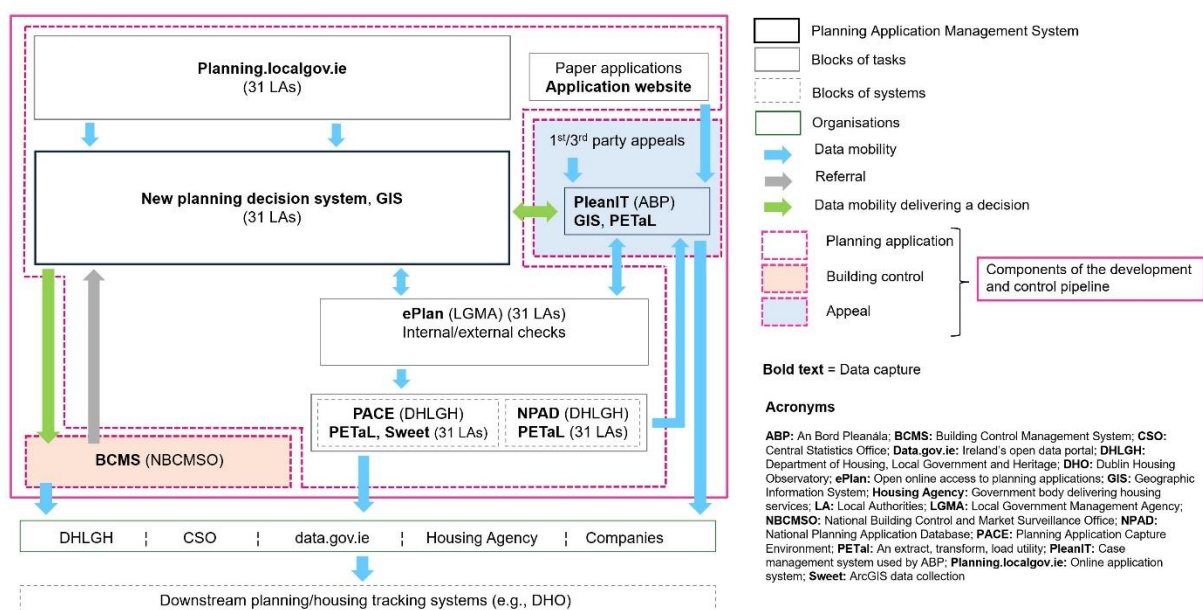 Planning.localgov.ie
(31 LAs)
Paper applications
Application website
1st/3rd party appeals
New planning decision system, GIS
(31 LAs)
PleanIT (ABP)
GIS, PETaL
ePlan (LGMA) (31 LAs)
Internal/external checks
PACE (DHLGH)
PETaL, Sweet (31 LAs)
NPAD (DHLGH)
PETaL (31 LAs)
BCMS (NBCMSO)
DHLGH ¦ CSO ¦ data.gov.ie ¦ Housing Agency ¦ Companies
Downstream planning/housing tracking systems (e.g., DHO)
Planning Application Management System
Blocks of tasks
Blocks of systems
Organisations
Data mobility
Referral
Data mobility delivering a decision
Planning application
Building control
Appeal
Components of the development
and control pipeline
Bold text = Data capture
Acronyms
ABP: An Bord Pleanála; BCMS: Building Control Management System; CSO:
Central Statistics Office; Data.gov.ie: Ireland's open data portal; DHLGH:
Department of Housing, Local Government and Heritage; DHO: Dublin Housing
Observatory; ePlan: Open online access to planning applications; GIS: Geographic
Information System; Housing Agency: Government body delivering housing
services; LA: Local Authorities; LGMA: Local Government Management Agency;
NBCMSO: National Building Control and Market Surveillance Office; NPAD:
National Planning Application Database; PACE: Planning Application Capture
Environment; PETal: An extract, transform, load utility; PleanIT: Case
management system used by ABP; Planning.localgov.ie: Online application
system; Sweet: ArcGIS data collection